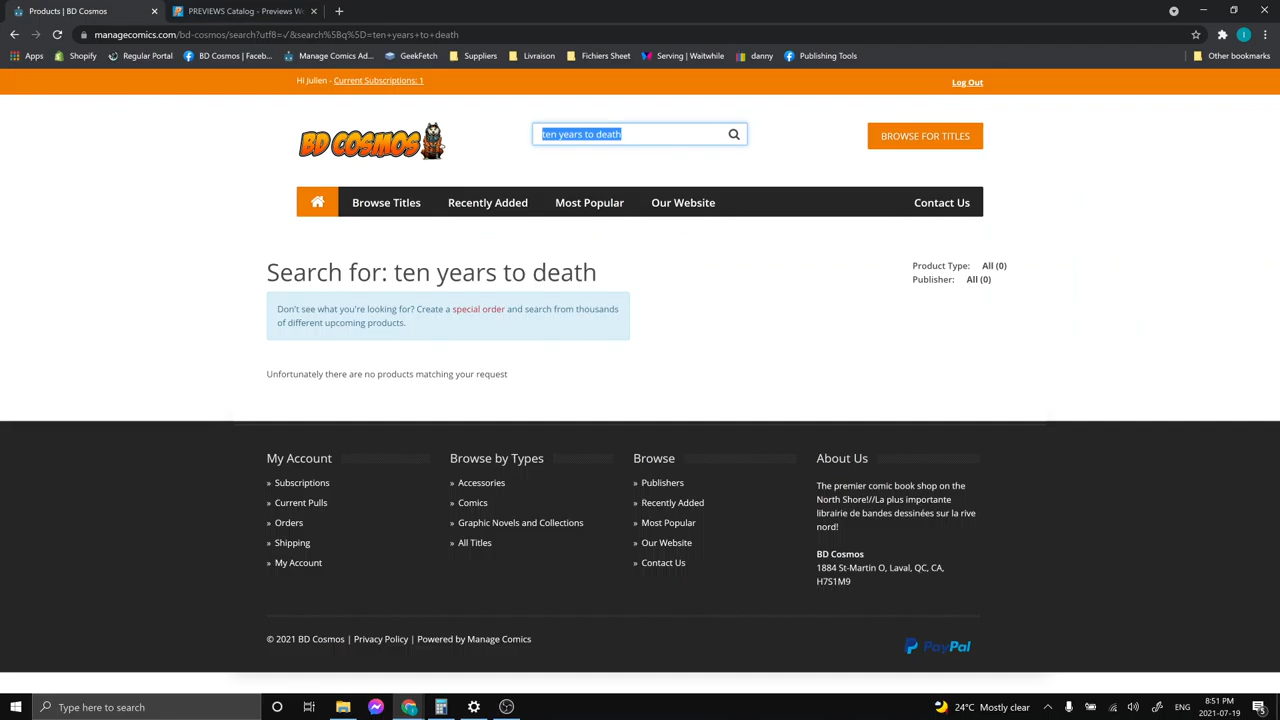 Products | BD Cosmos
PREVIEWS Catalog - Previews W
managecomics.com/bd-cosmos/search?utf8=✓&search%5Bq%5D=ten+years+to+death
Apps
Shopify
Regular Portal
BD Cosmos | Faceb...
Manage Comics Ad...
GeekFetch
Suppliers
Livraison
Fichiers Sheet
Serving | Waitwhile
danny
Publishing Tools
Other bookmarks
Hi Julien - Current Subscriptions: 1
Log Out
BD COSMOS
ten years to death
BROWSE FOR TITLES
Browse Titles
Recently Added
Most Popular
Our Website
Contact Us
Search for: ten years to death
Product Type: All (0)
Publisher: All (0)
Don't see what you're looking for? Create a special order and search from thousands
of different upcoming products.
Unfortunately there are no products matching your request
My Account
» Subscriptions
» Current Pulls
» Orders
» Shipping
» My Account
Browse by Types
» Accessories
» Comics
» Graphic Novels and Collections
» All Titles
Browse
» Publishers
» Recently Added
» Most Popular
» Our Website
» Contact Us
About Us
The premier comic book shop on the
North Shore!//La plus importante
librairie de bandes dessinées sur la rive
nord!
BD Cosmos
1884 St-Martin O, Laval, QC, CA,
H7S1M9
© 2021 BD Cosmos | Privacy Policy | Powered by Manage Comics
PayPal
Type here to search
24°C Mostly clear
ENG
8:51 PM
2021-07-19